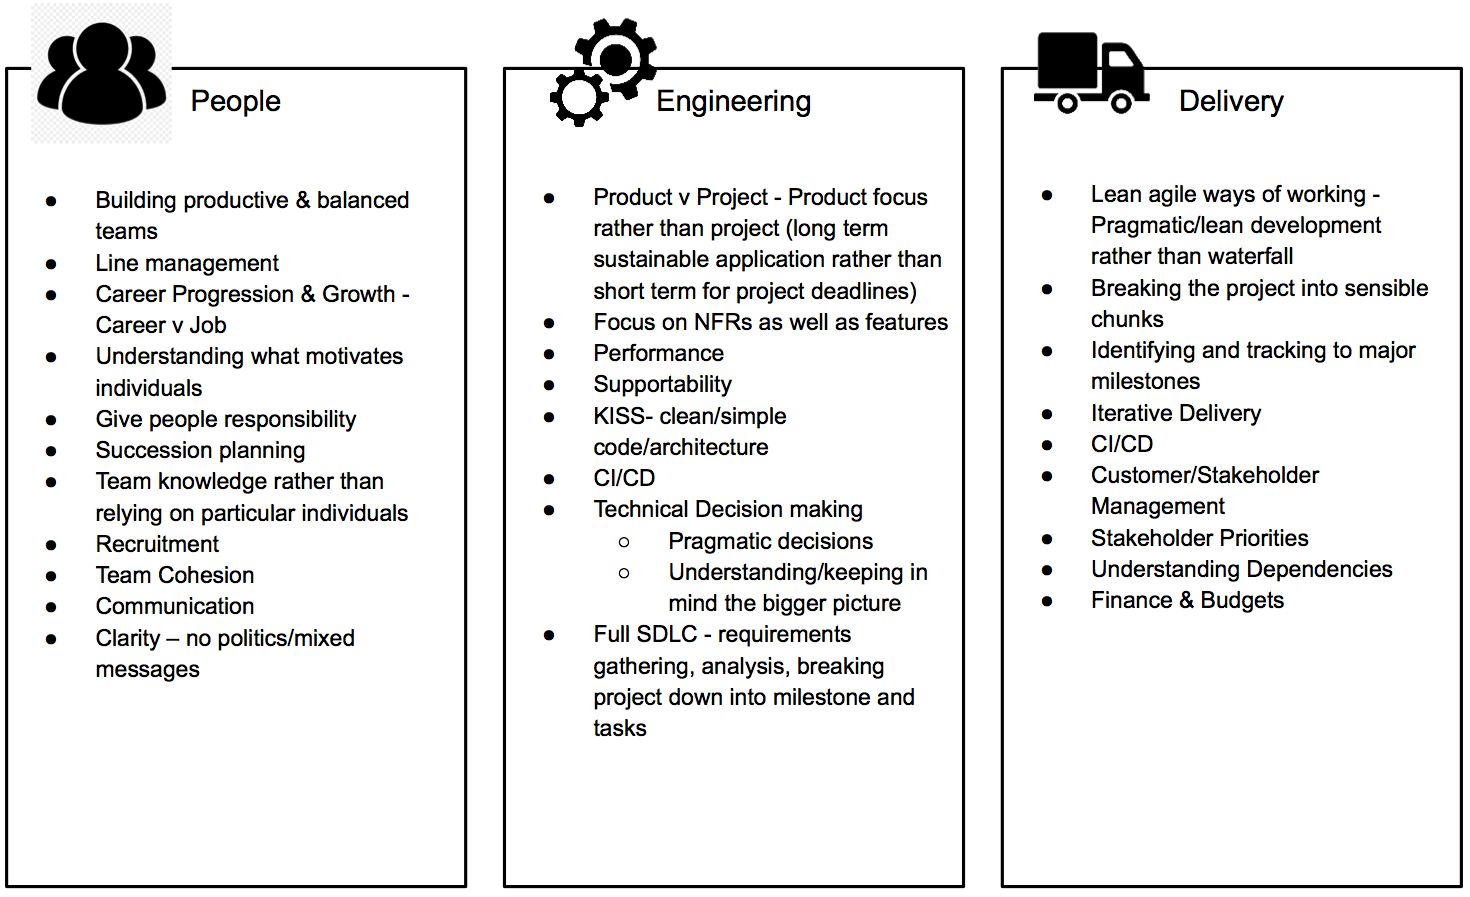 People
● Building productive & balanced
teams
● Line management
● Career Progression & Growth -
Career v Job
● Understanding what motivates
individuals
● Give people responsibility
● Succession planning
● Team knowledge rather than
relying on particular individuals
● Recruitment
● Team Cohesion
● Communication
● Clarity – no politics/mixed
messages
Engineering
● Product v Project - Product focus
rather than project (long term
sustainable application rather than
short term for project deadlines)
● Focus on NFRs as well as features
● Performance
● Supportability
● KISS- clean/simple
code/architecture
● CI/CD
● Technical Decision making
○ Pragmatic decisions
○ Understanding/keeping in
mind the bigger picture
● Full SDLC - requirements
gathering, analysis, breaking
project down into milestone and
tasks
Delivery
● Lean agile ways of working -
Pragmatic/lean development
rather than waterfall
● Breaking the project into sensible
chunks
● Identifying and tracking to major
milestones
● Iterative Delivery
● CI/CD
● Customer/Stakeholder
Management
● Stakeholder Priorities
● Understanding Dependencies
● Finance & Budgets